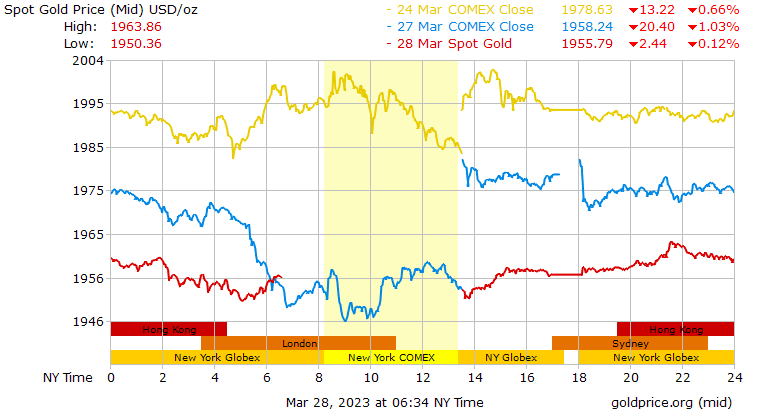 Spot Gold Price (Mid) USD/oz
High: 1963.86
Low: 1950.36
- 24 Mar COMEX Close 1978.63 ▼13.22 ▼0.66%
- 27 Mar COMEX Close 1958.24 ▼20.40 ▼1.03%
- 28 Mar Spot Gold 1955.79 ▼2.44 ▼0.12%
2004
1995
1985
1975
1965
1956
1946
Hong Kong Hong Kong
London Sydney
New York Globex New York COMEX NY Globex New York Globex
NY Time 0 2 4 6 8 10 12 14 16 18 20 22 24
Mar 28, 2023 at 06:34 NY Time goldprice.org (mid)